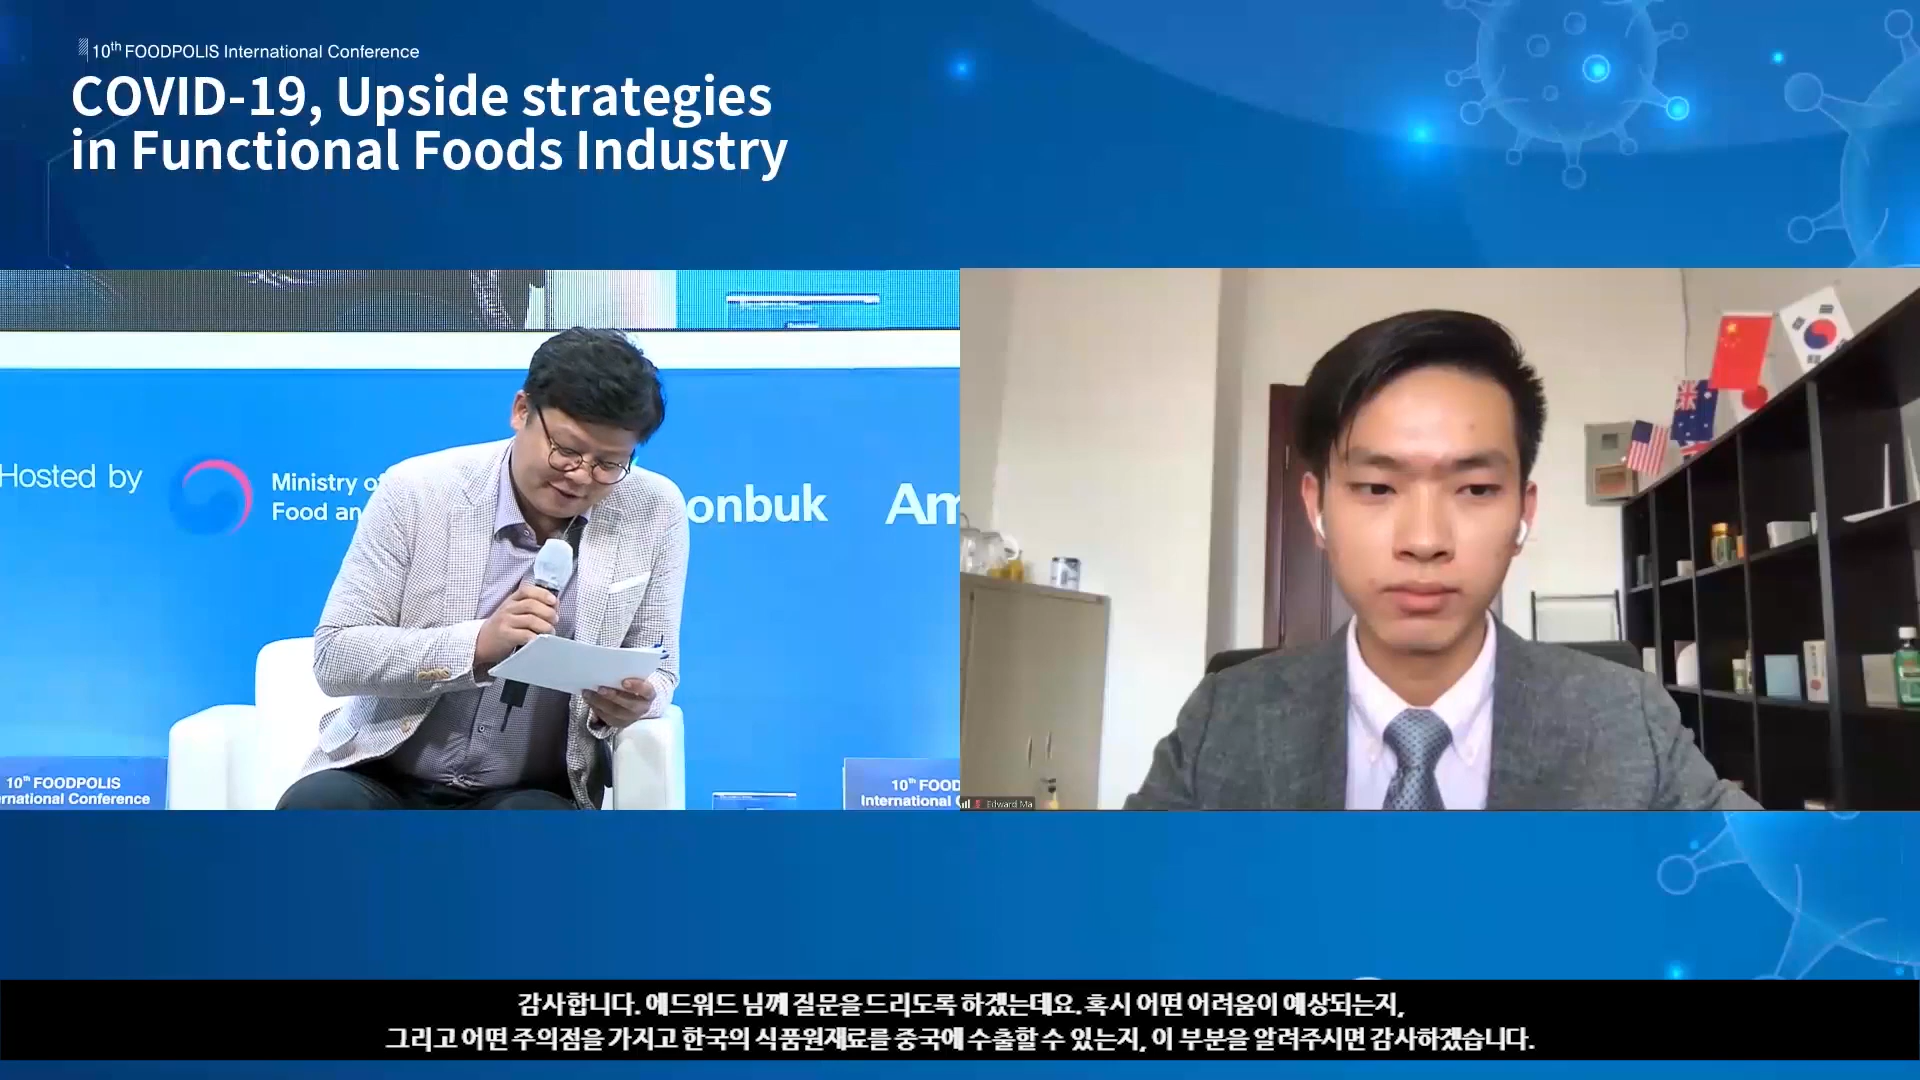 10th FOODPOLIS International Conference
COVID-19, Upside strategies
in Functional Foods Industry
Hosted by
Ministry of
Food an
onbuk
Am
10th FOODPOLIS
ernational Conference
10th FOOD
International
Edward Ma
감사합니다. 에드워드 님께 질문을 드리도록 하겠는데요. 혹시 어떤 어려움이 예상되는지,
그리고 어떤 주의점을 가지고 한국의 식품원재료를 중국에 수출할 수 있는지, 이 부분을 알려주시면 감사하겠습니다.